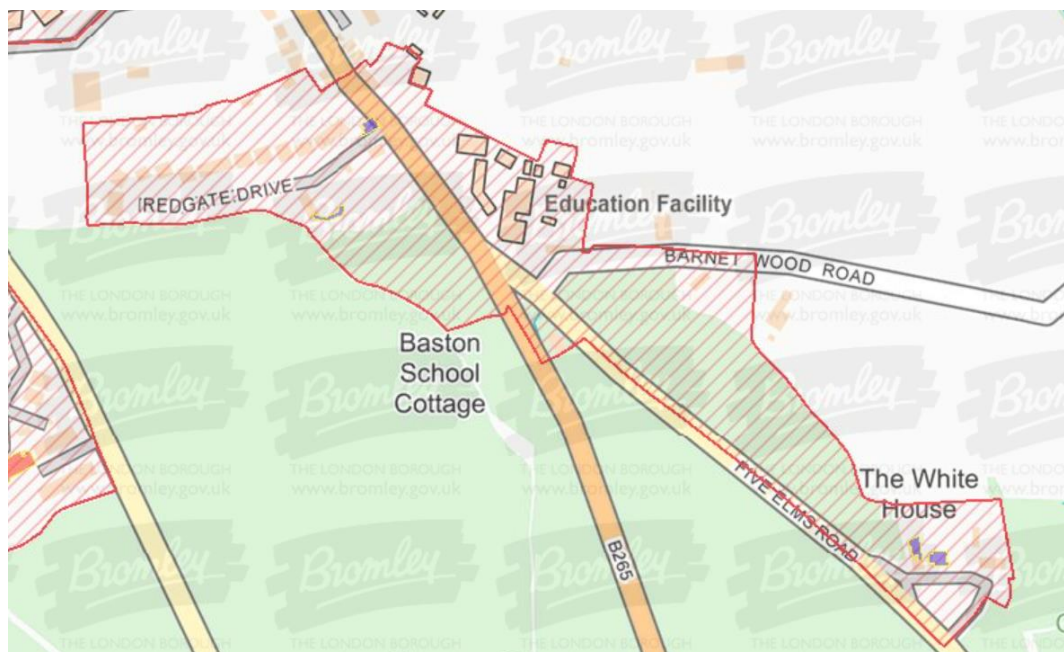 Bromley
THE LONDON BOROUGH
www.bromley.gov.uk
REDGATE DRIVE
Education Facility
BARNET WOOD ROAD
Baston
School
Cottage
FIVE ELMS ROAD
The White
House
B265